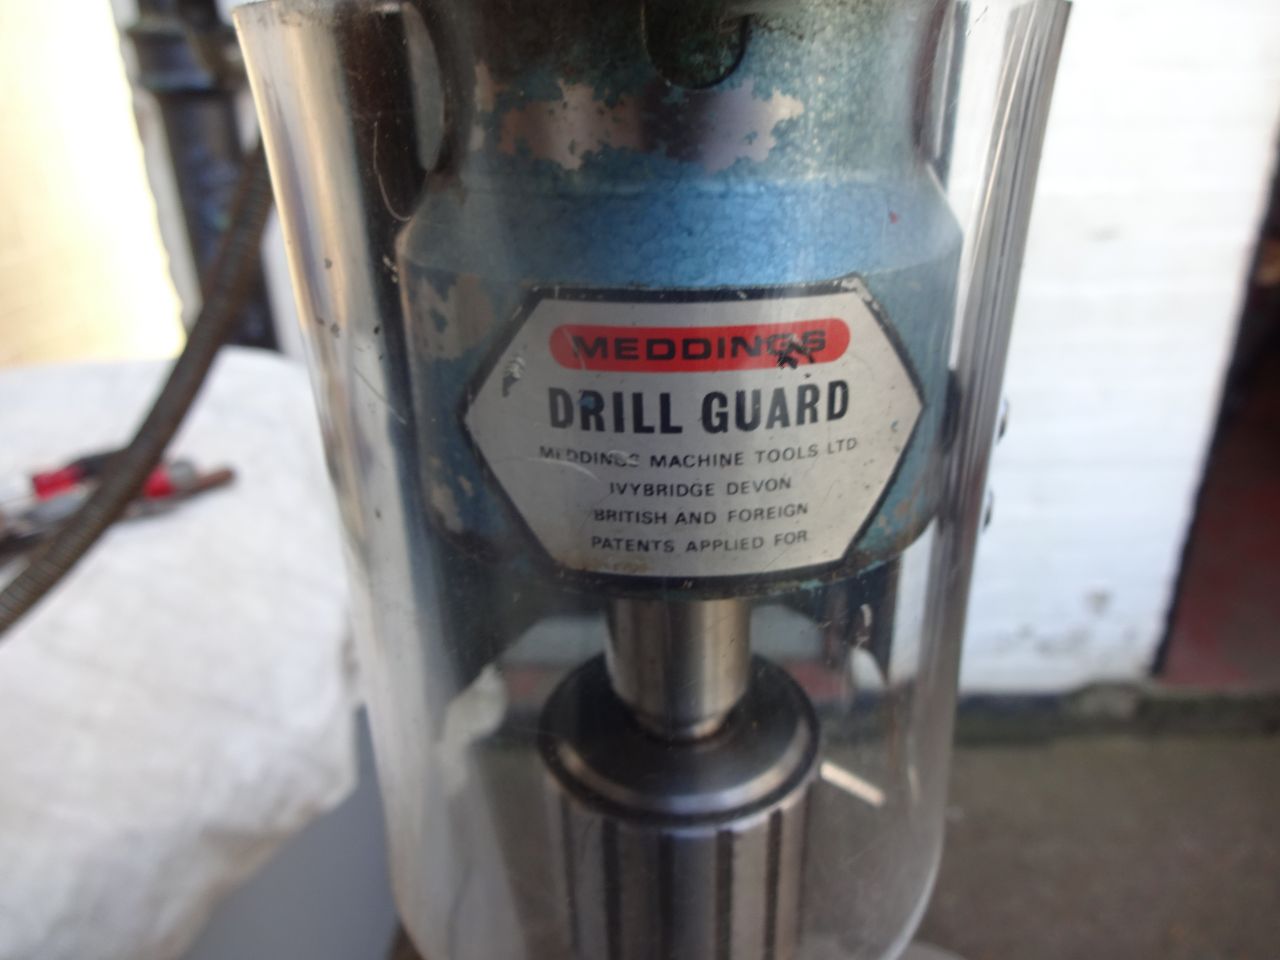 MEDDINGS
DRILL GUARD
MEDDINGS MACHINE TOOLS LTD
IVYBRIDGE DEVON
BRITISH AND FOREIGN
PATENTS APPLIED FOR